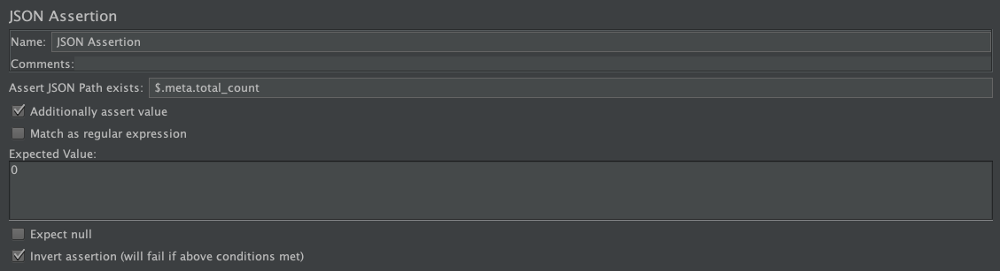 JSON Assertion
Name: JSON Assertion
Comments:
Assert JSON Path exists: $.meta.total_count
Additionally assert value
Match as regular expression
Expected Value:
0
Expect null
Invert assertion (will fail if above conditions met)